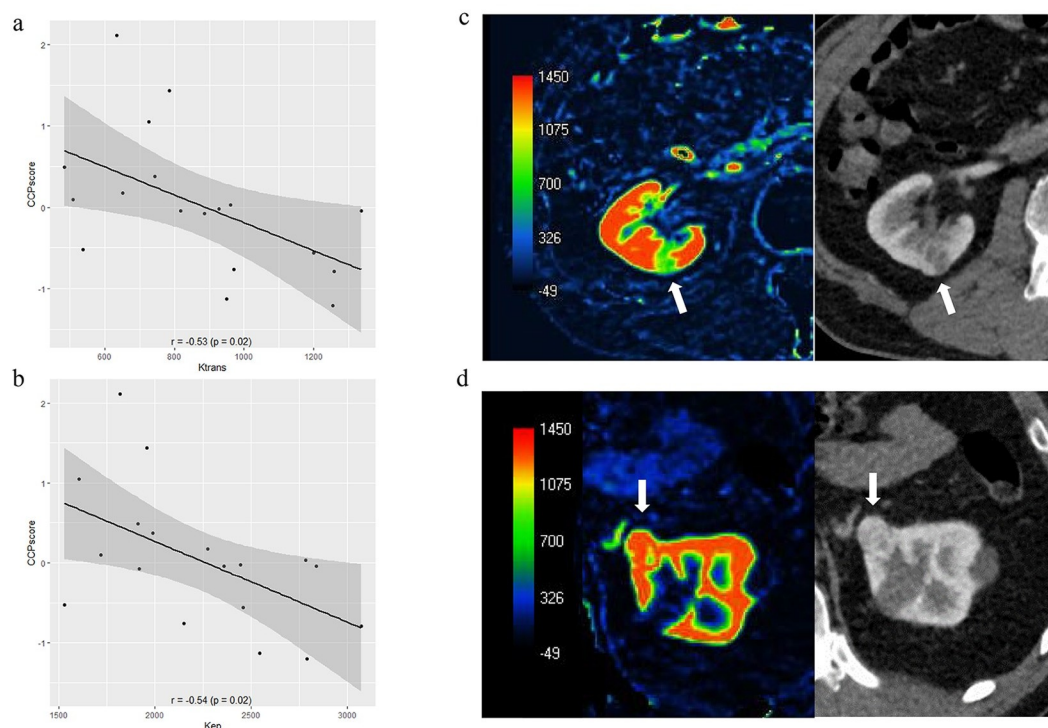 a
CCPscore
2
1
0
-1
r = -0.53 (p = 0.02)
600
800
1000
1200
Ktrans
b
CCPscore
2
1
0
-1
r = -0.54 (p = 0.02)
1500
2000
2500
3000
Kep
c
1450
1075
700
326
-49
d
1450
1075
700
326
-49